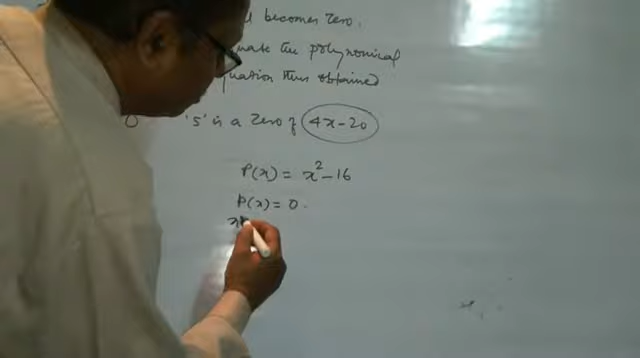 becomes zero.
the polynomial
equation thus obtained
'5' is a zero of 4x-20
P(x) = x² - 16
P(x) = 0.